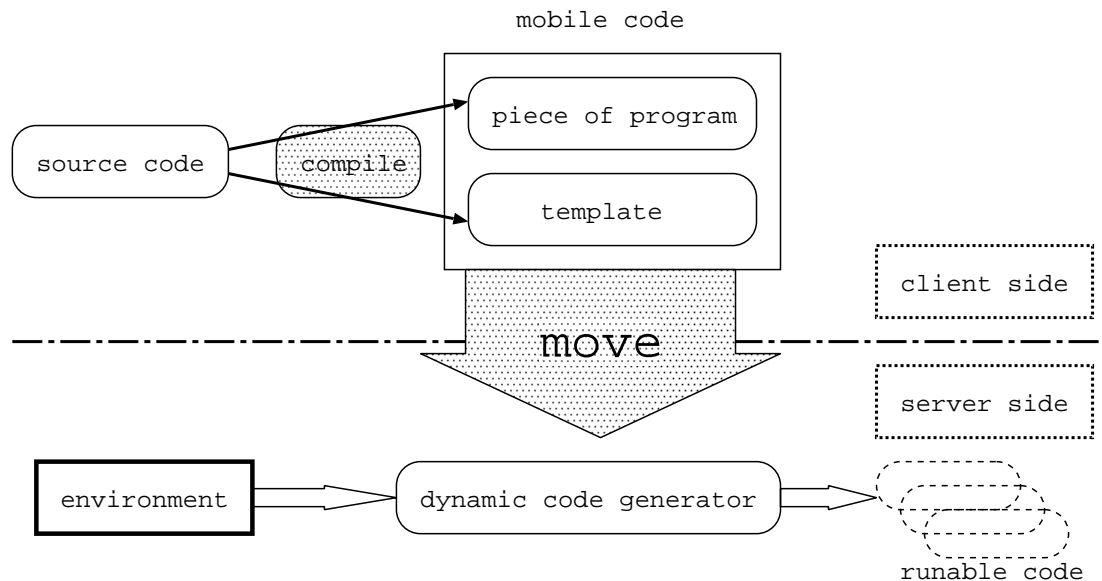 mobile code
piece of program
source code
compile
template
client side
move
server side
environment
dynamic code generator
runable code